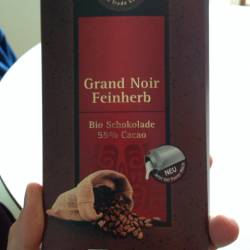 Grand Noir
Feinherb
Bio Schokolade
55% Cacao
NEU